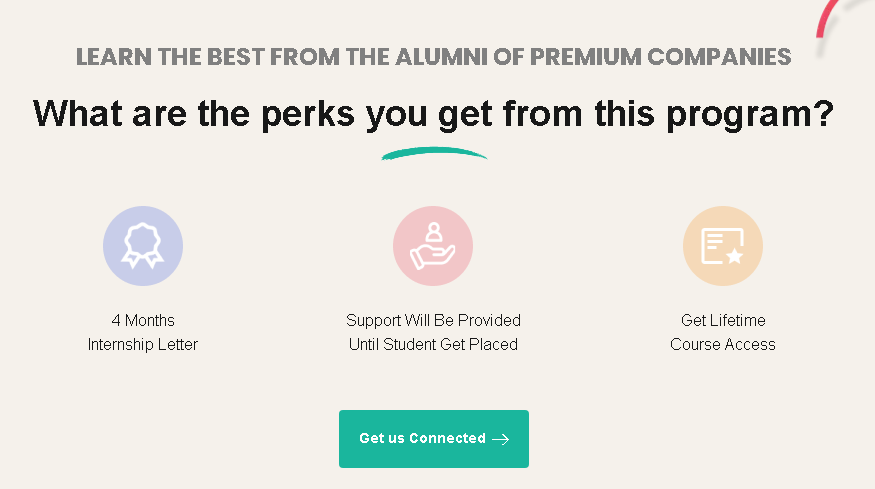 LEARN THE BEST FROM THE ALUMNI OF PREMIUM COMPANIES
What are the perks you get from this program?
4 Months
Internship Letter
Support Will Be Provided
Until Student Get Placed
Get Lifetime
Course Access
Get us Connected